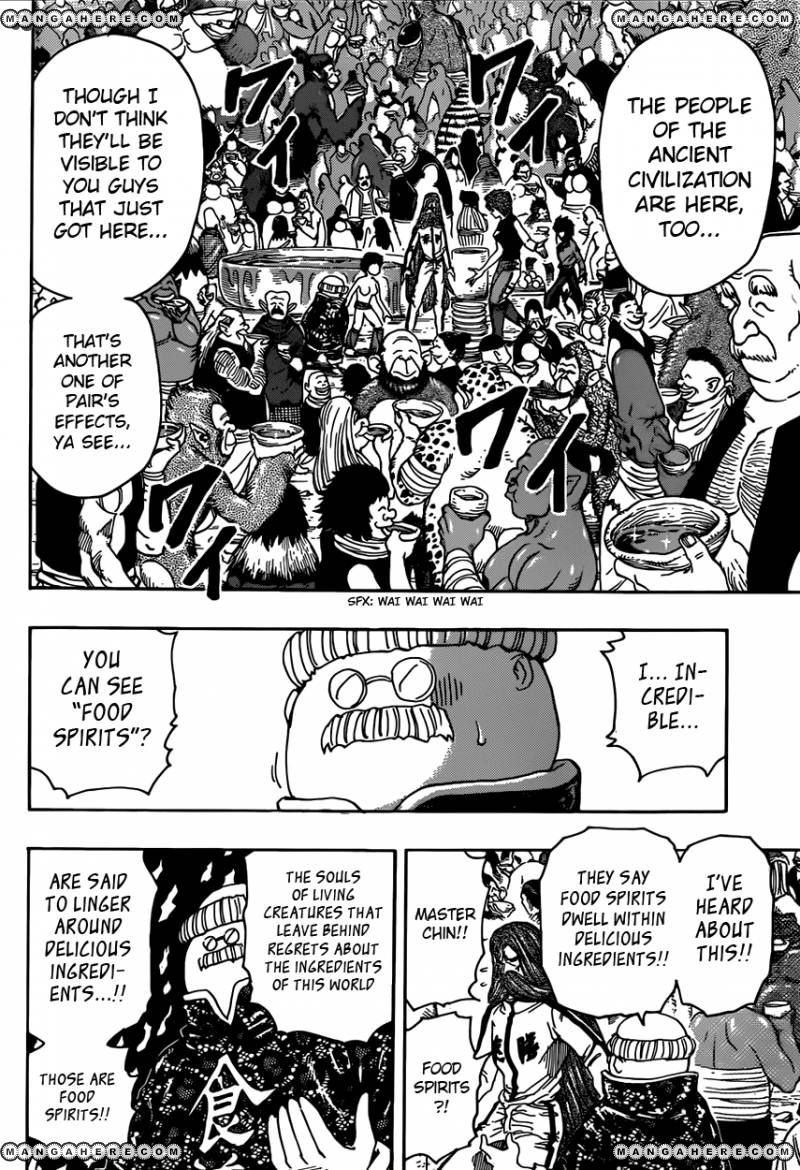 MANGAHERE.COM
MANGAHERE.COM
THE PEOPLE
OF THE
ANCIENT
CIVILIZATION
ARE HERE,
TOO...
THOUGH I
DON'T THINK
THEY'LL BE
VISIBLE TO
YOU GUYS
THAT JUST
GOT HERE...
THAT'S
ANOTHER
ONE OF
PAIR'S
EFFECTS,
YA SEE...
ワイ
ワイ
ワイ
ワイ
SFX: WAI WAI WAI WAI
I... IN-
CREDI-
BLE...
YOU
CAN SEE
"FOOD
SPIRITS"?
I'VE
HEARD
ABOUT
THIS!!
THEY SAY
FOOD SPIRITS
DWELL WITHIN
DELICIOUS
INGREDIENTS!!
MASTER
CHIN!!
FOOD
SPIRITS
?!
THE SOULS
OF LIVING
CREATURES THAT
LEAVE BEHIND
REGRETS ABOUT
THE INGREDIENTS
OF THIS WORLD
ARE SAID
TO LINGER
AROUND
DELICIOUS
INGREDI-
ENTS...!!
THOSE ARE
FOOD
SPIRITS!!
食
MANGAHERE.COM
MANGAHERE.COM